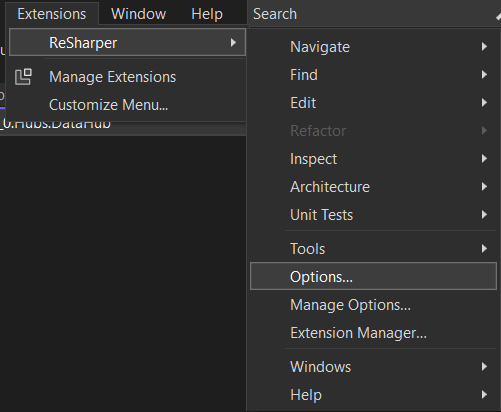 Extensions Window Help Search
ReSharper
Manage Extensions
Customize Menu...
_0.Hubs.DataHub
Navigate
Find
Edit
Refactor
Inspect
Architecture
Unit Tests
Tools
Options...
Manage Options...
Extension Manager...
Windows
Help